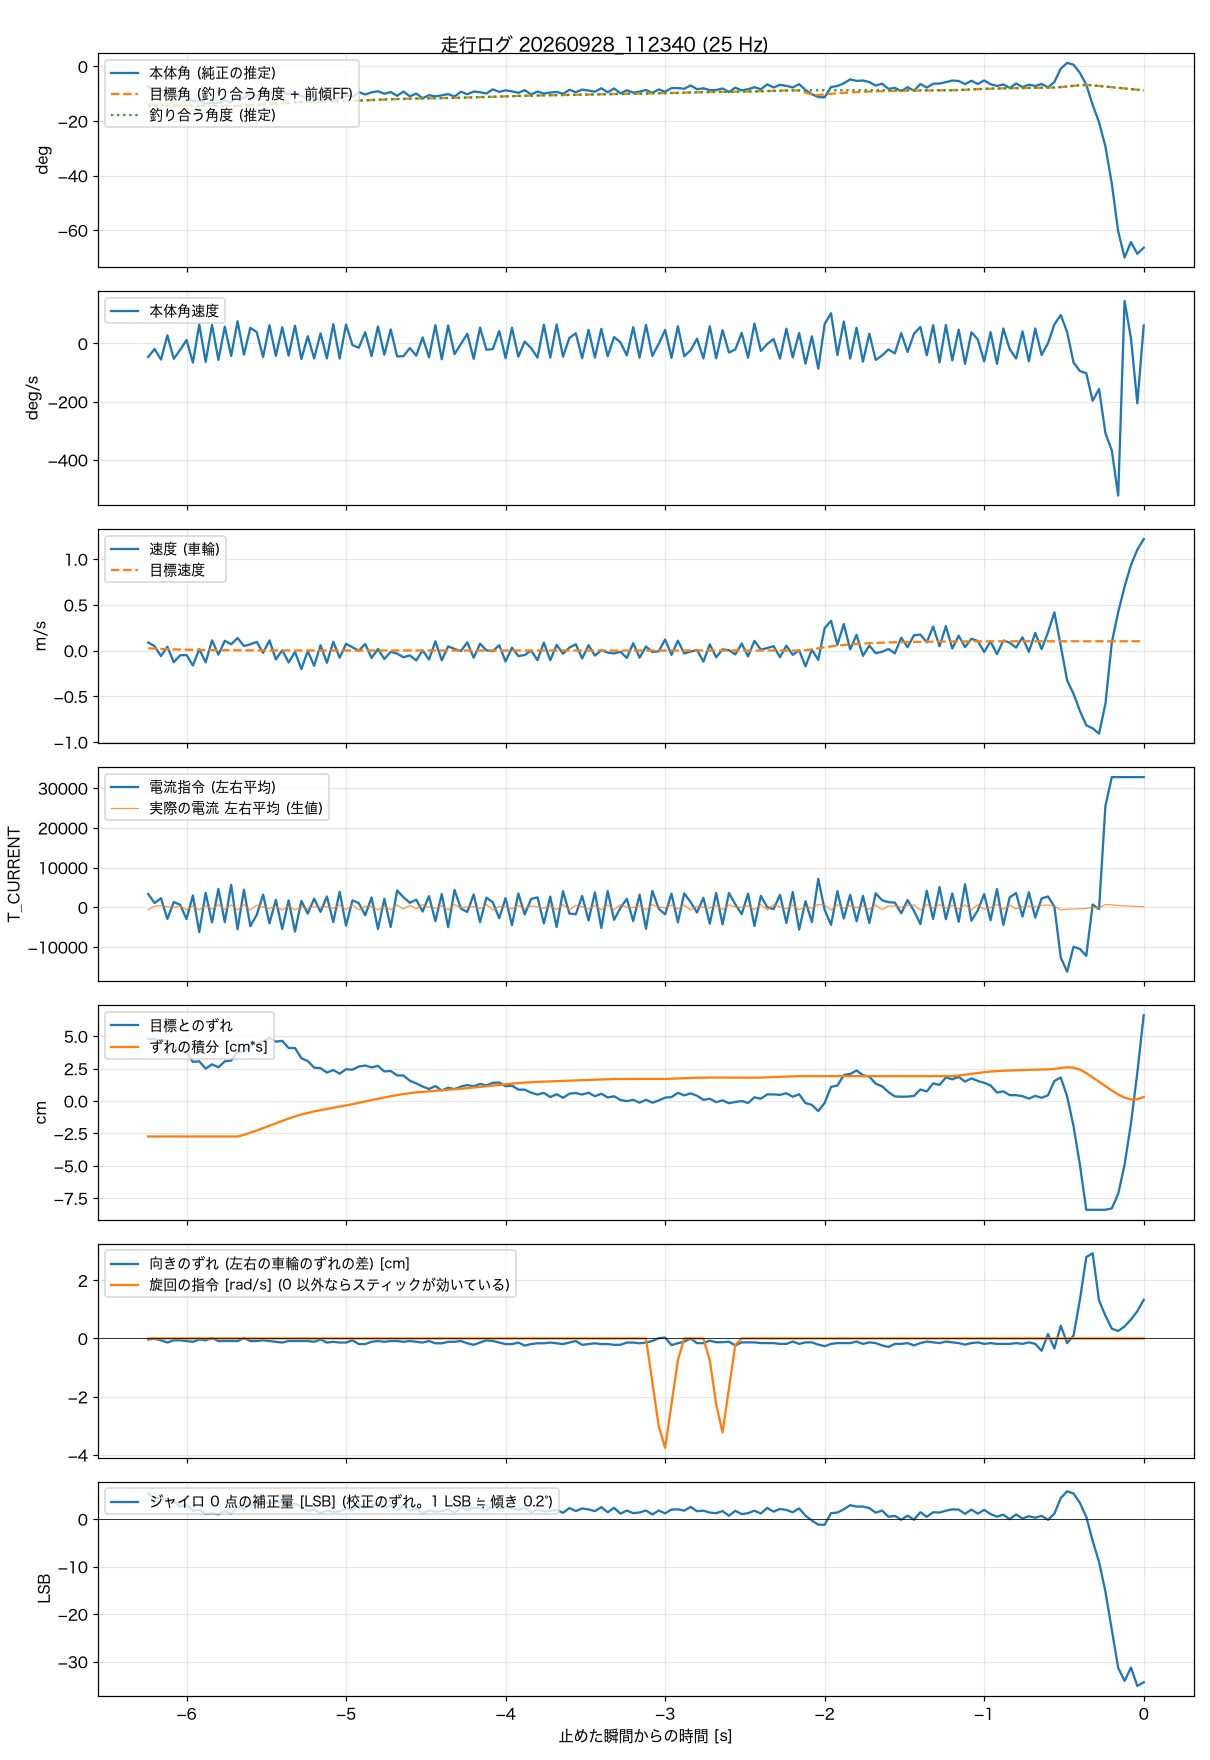 走行ログ 20260928_112340 (25 Hz)
本体角 (純正の推定)
目標角 (釣り合う角度 + 前傾FF)
釣り合う角度 (推定)
deg
0
−20
−40
−60
本体角速度
deg/s
0
−200
−400
速度 (車輪)
目標速度
m/s
1.0
0.5
0.0
−0.5
−1.0
電流指令 (左右平均)
実際の電流 左右平均 (生値)
T_CURRENT
30000
20000
10000
0
−10000
目標とのずれ
ずれの積分 [cm*s]
cm
5.0
2.5
0.0
−2.5
−5.0
−7.5
向きのずれ (左右の車輪のずれの差) [cm]
旋回の指令 [rad/s] (0 以外ならスティックが効いている)
2
0
−2
−4
ジャイロ 0 点の補正量 [LSB] (校正のずれ。1 LSB ≒ 傾き 0.2°)
LSB
0
−10
−20
−30
−6 −5 −4 −3 −2 −1 0
止めた瞬間からの時間 [s]